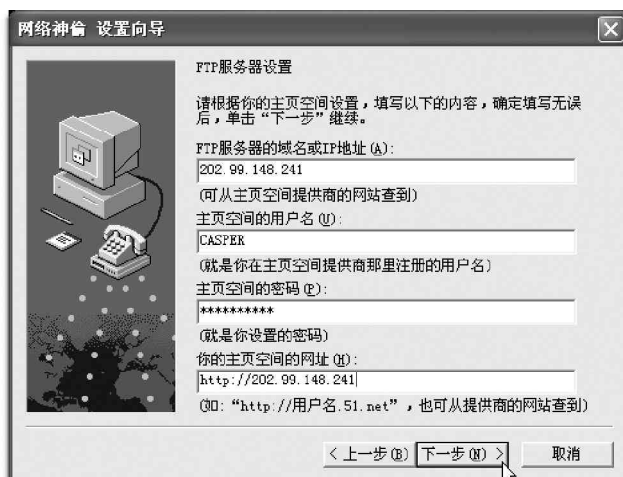 网络神偷 设置向导
FTP服务器设置
请根据你的主页空间设置，填写以下的内容，确定填写无误
后，单击“下一步”继续。
FTP服务器的域名或IP地址(A):
202.99.148.241
(可从主页空间提供商的网站查到)
主页空间的用户名(U):
CASPER
(就是你在主页空间提供商那里注册的用户名)
主页空间的密码(P):
**********
(就是你设置的密码)
你的主页空间的网址(H):
http://202.99.148.241
(如: “http://用户名.51.net”，也可从提供商的网站查到)
< 上一步(B) 下一步(N) > 取消